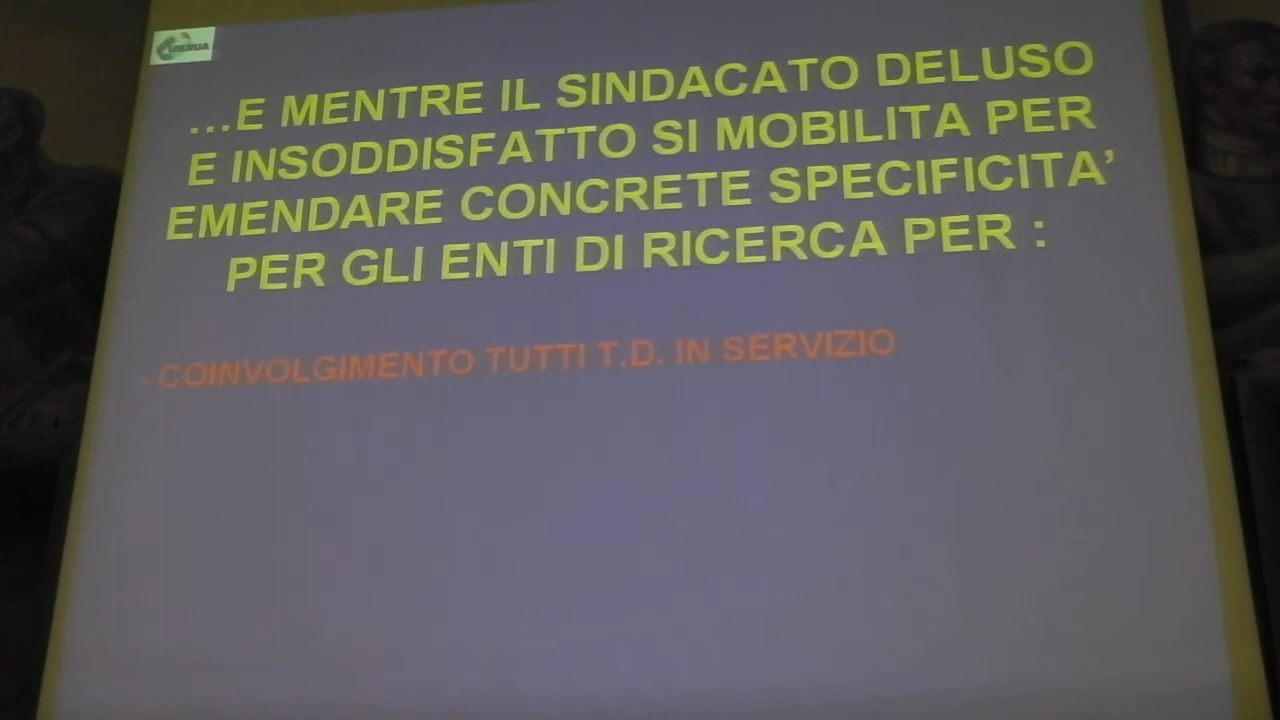 UILRUA
...E MENTRE IL SINDACATO DELUSO
E INSODDISFATTO SI MOBILITA PER
EMENDARE CONCRETE SPECIFICITA'
PER GLI ENTI DI RICERCA PER :
- COINVOLGIMENTO TUTTI T.D. IN SERVIZIO